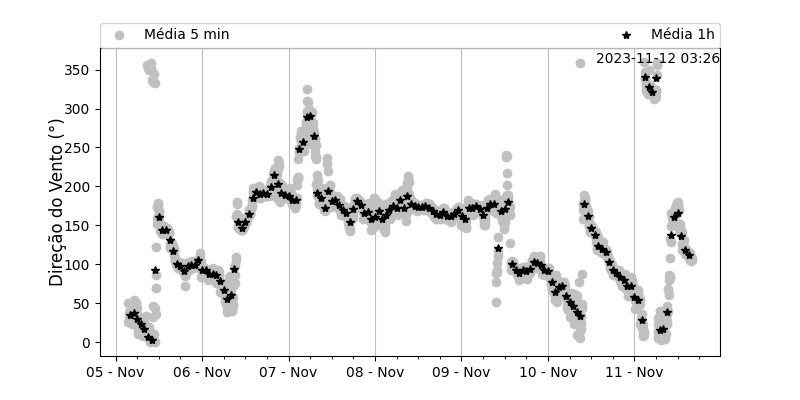 Média 5 min
Média 1h
2023-11-12 03:26
Direção do Vento (°)
350
300
250
200
150
100
50
0
05 - Nov
06 - Nov
07 - Nov
08 - Nov
09 - Nov
10 - Nov
11 - Nov